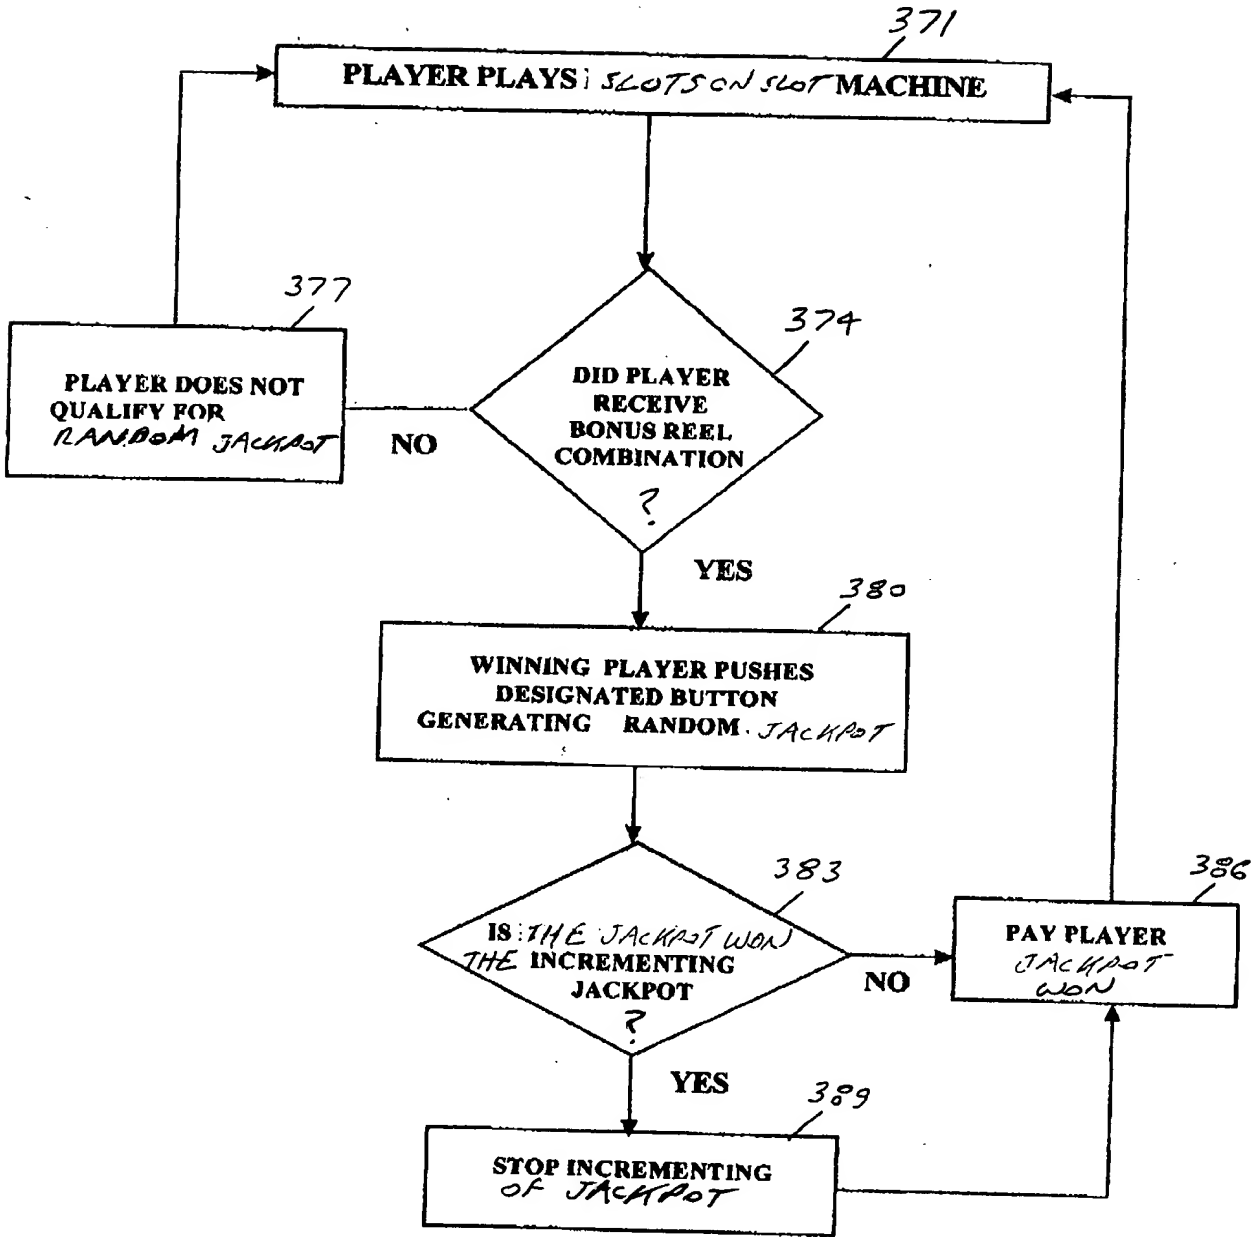 371
PLAYER PLAYS SLOTS ON SLOT MACHINE
377
374
PLAYER DOES NOT
QUALIFY FOR
RANDOM JACKPOT
NO
DID PLAYER
RECEIVE
BONUS REEL
COMBINATION
?
YES
380
WINNING PLAYER PUSHES
DESIGNATED BUTTON
GENERATING RANDOM JACKPOT
383
IS THE JACKPOT WON
THE INCREMENTING
JACKPOT
?
NO
386
PAY PLAYER
JACKPOT
WON
YES
389
STOP INCREMENTING
OF JACKPOT